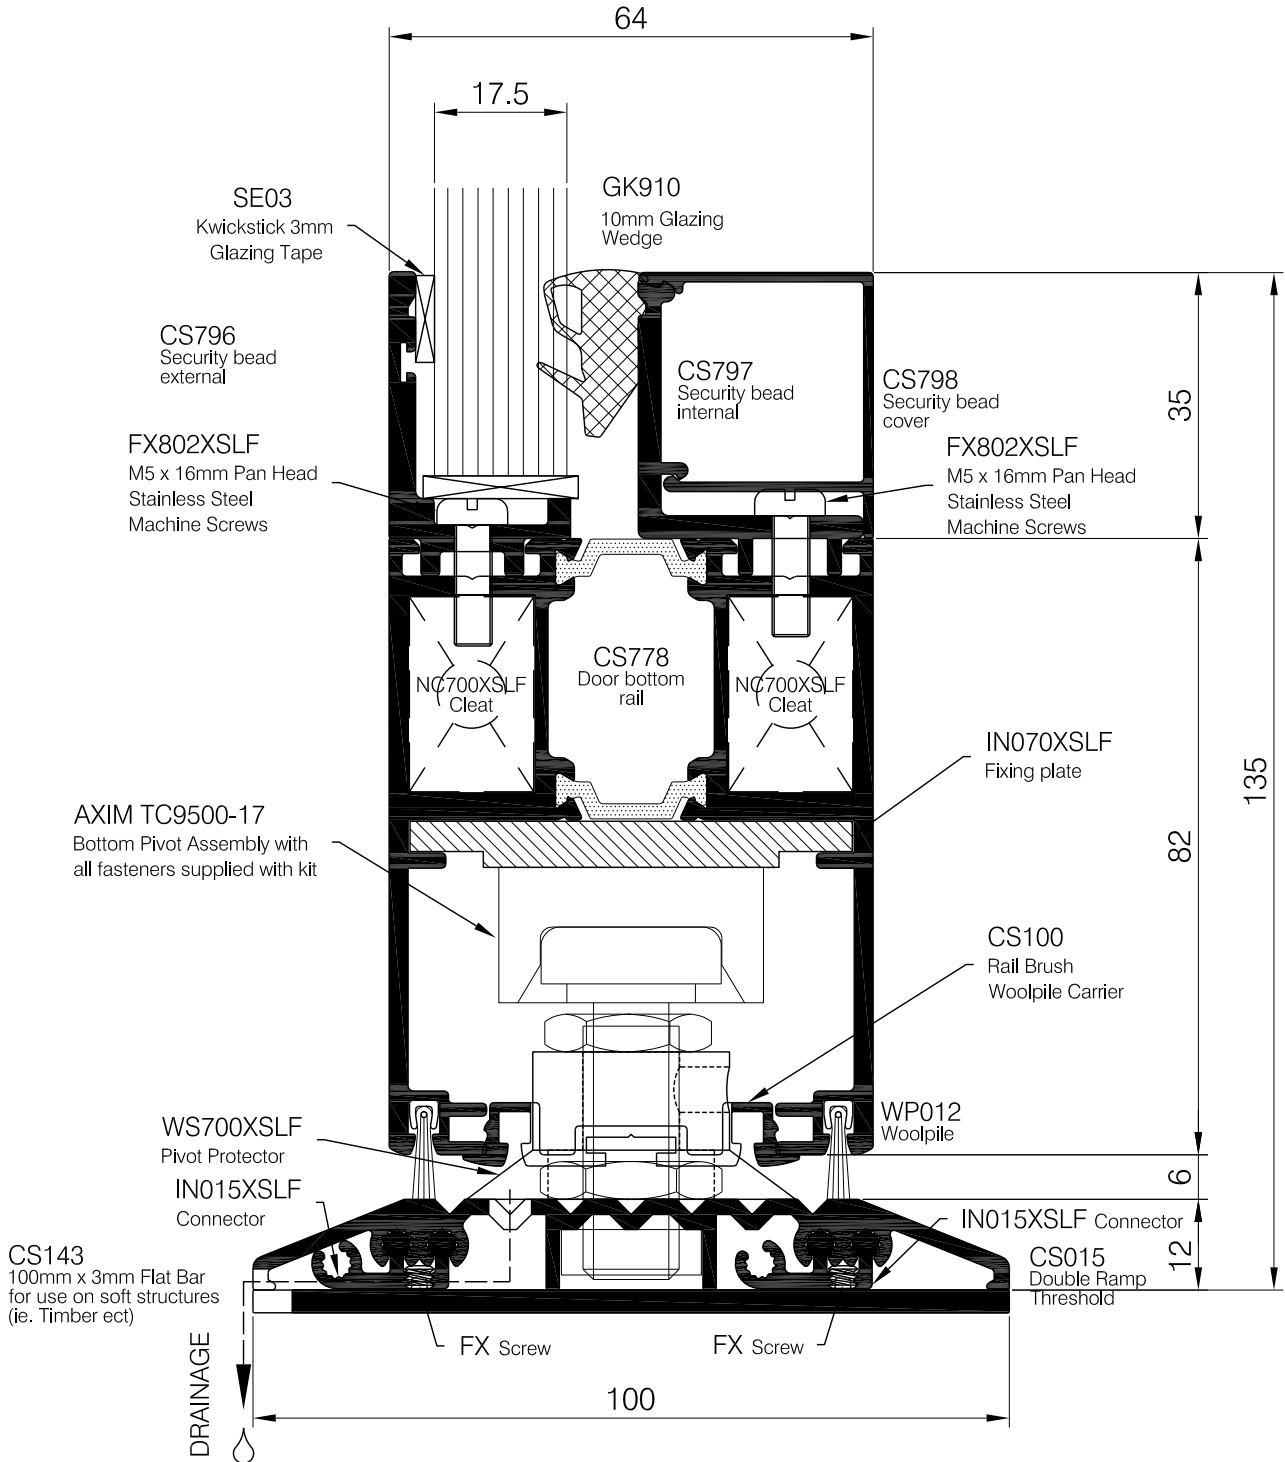 64
17.5
SE03
Kwickstick 3mm
Glazing Tape
GK910
10mm Glazing
Wedge
CS796
Security bead
external
CS797
Security bead
internal
CS798
Security bead
cover
35
FX802XSLF
M5 x 16mm Pan Head
Stainless Steel
Machine Screws
FX802XSLF
M5 x 16mm Pan Head
Stainless Steel
Machine Screws
NC700XSLF
Cleat
CS778
Door bottom
rail
NC700XSLF
Cleat
IN070XSLF
Fixing plate
135
82
AXIM TC9500-17
Bottom Pivot Assembly with
all fasteners supplied with kit
CS100
Rail Brush
Woolpile Carrier
WS700XSLF
Pivot Protector
WP012
Woolpile
6
IN015XSLF
Connector
IN015XSLF Connector
12
CS143
100mm x 3mm Flat Bar
for use on soft structures
(ie. Timber ect)
CS015
Double Ramp
Threshold
FX Screw
FX Screw
DRAINAGE
100